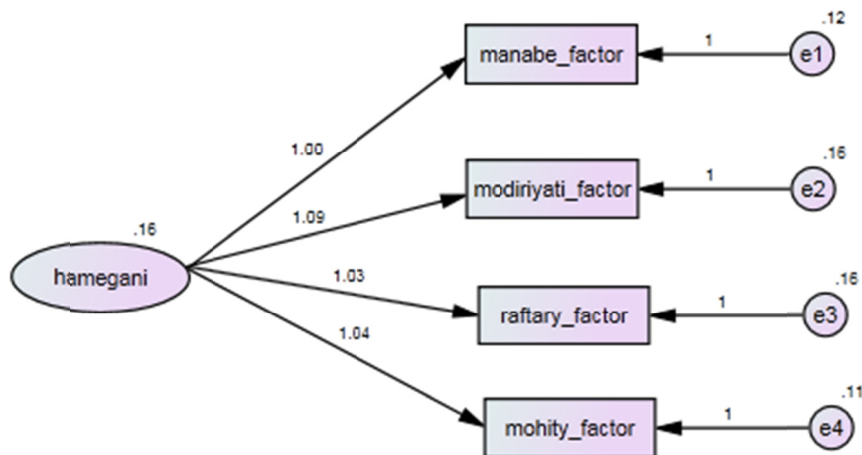 .12
manabe_factor
1
e1
1.00
.16
modiriyati_factor
1
e2
1.09
.16
hamegani
1.03
.16
raftary_factor
1
e3
1.04
.11
mohity_factor
1
e4